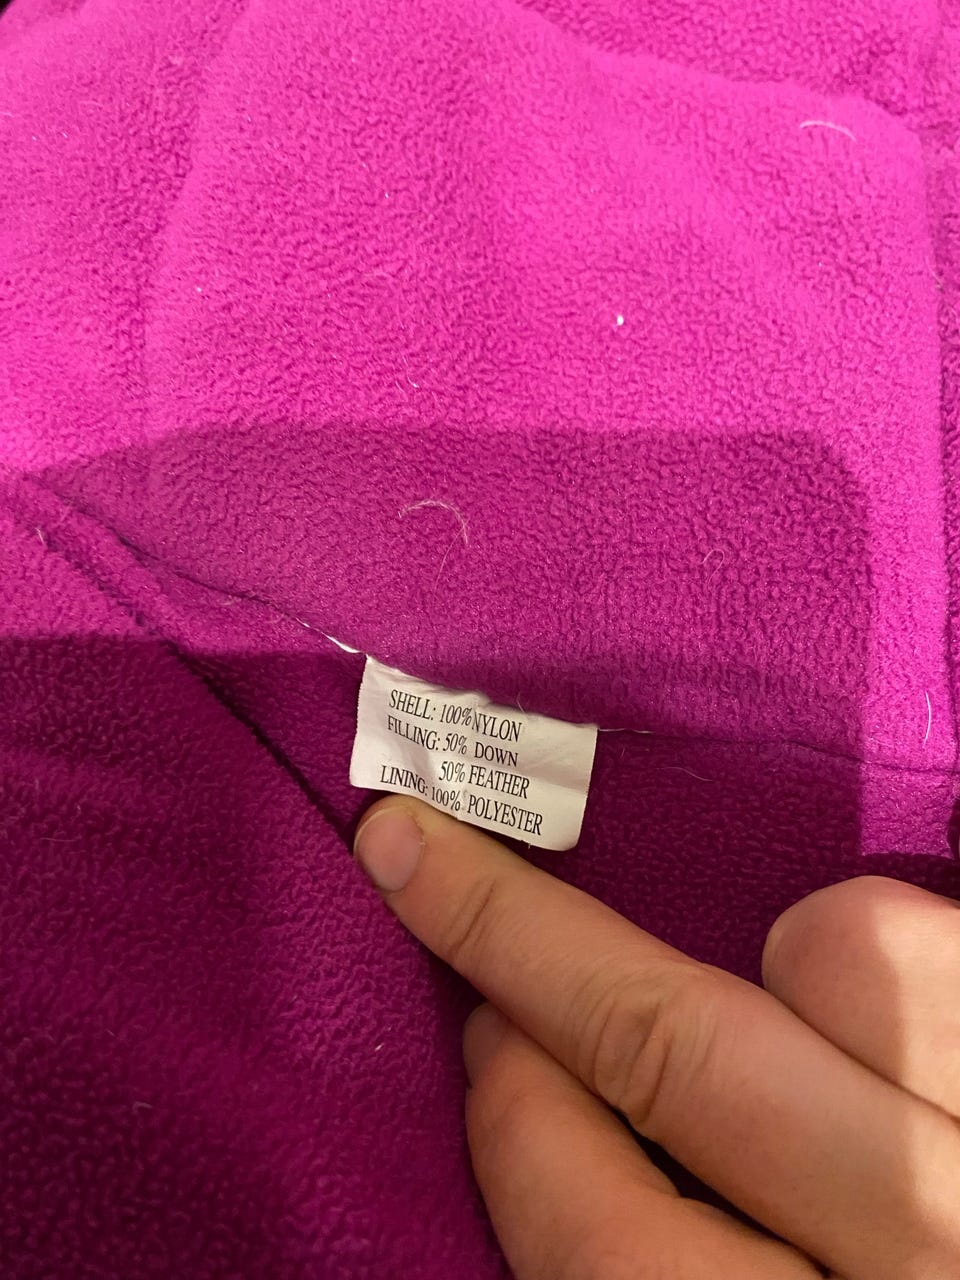 SHELL: 100% NYLON
FILLING: 50% DOWN
50% FEATHER
LINING: 100% POLYESTER